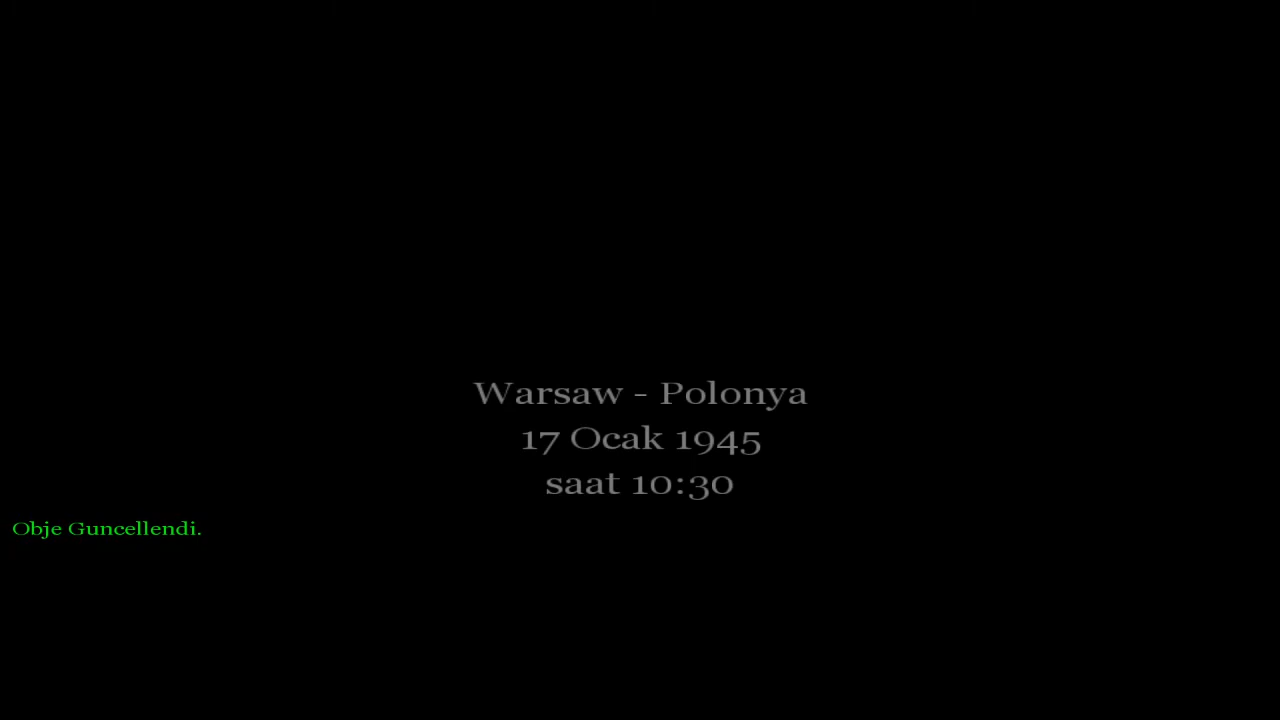 Warsaw - Polonya
17 Ocak 1945
saat 10:30
Obje Guncellendi.